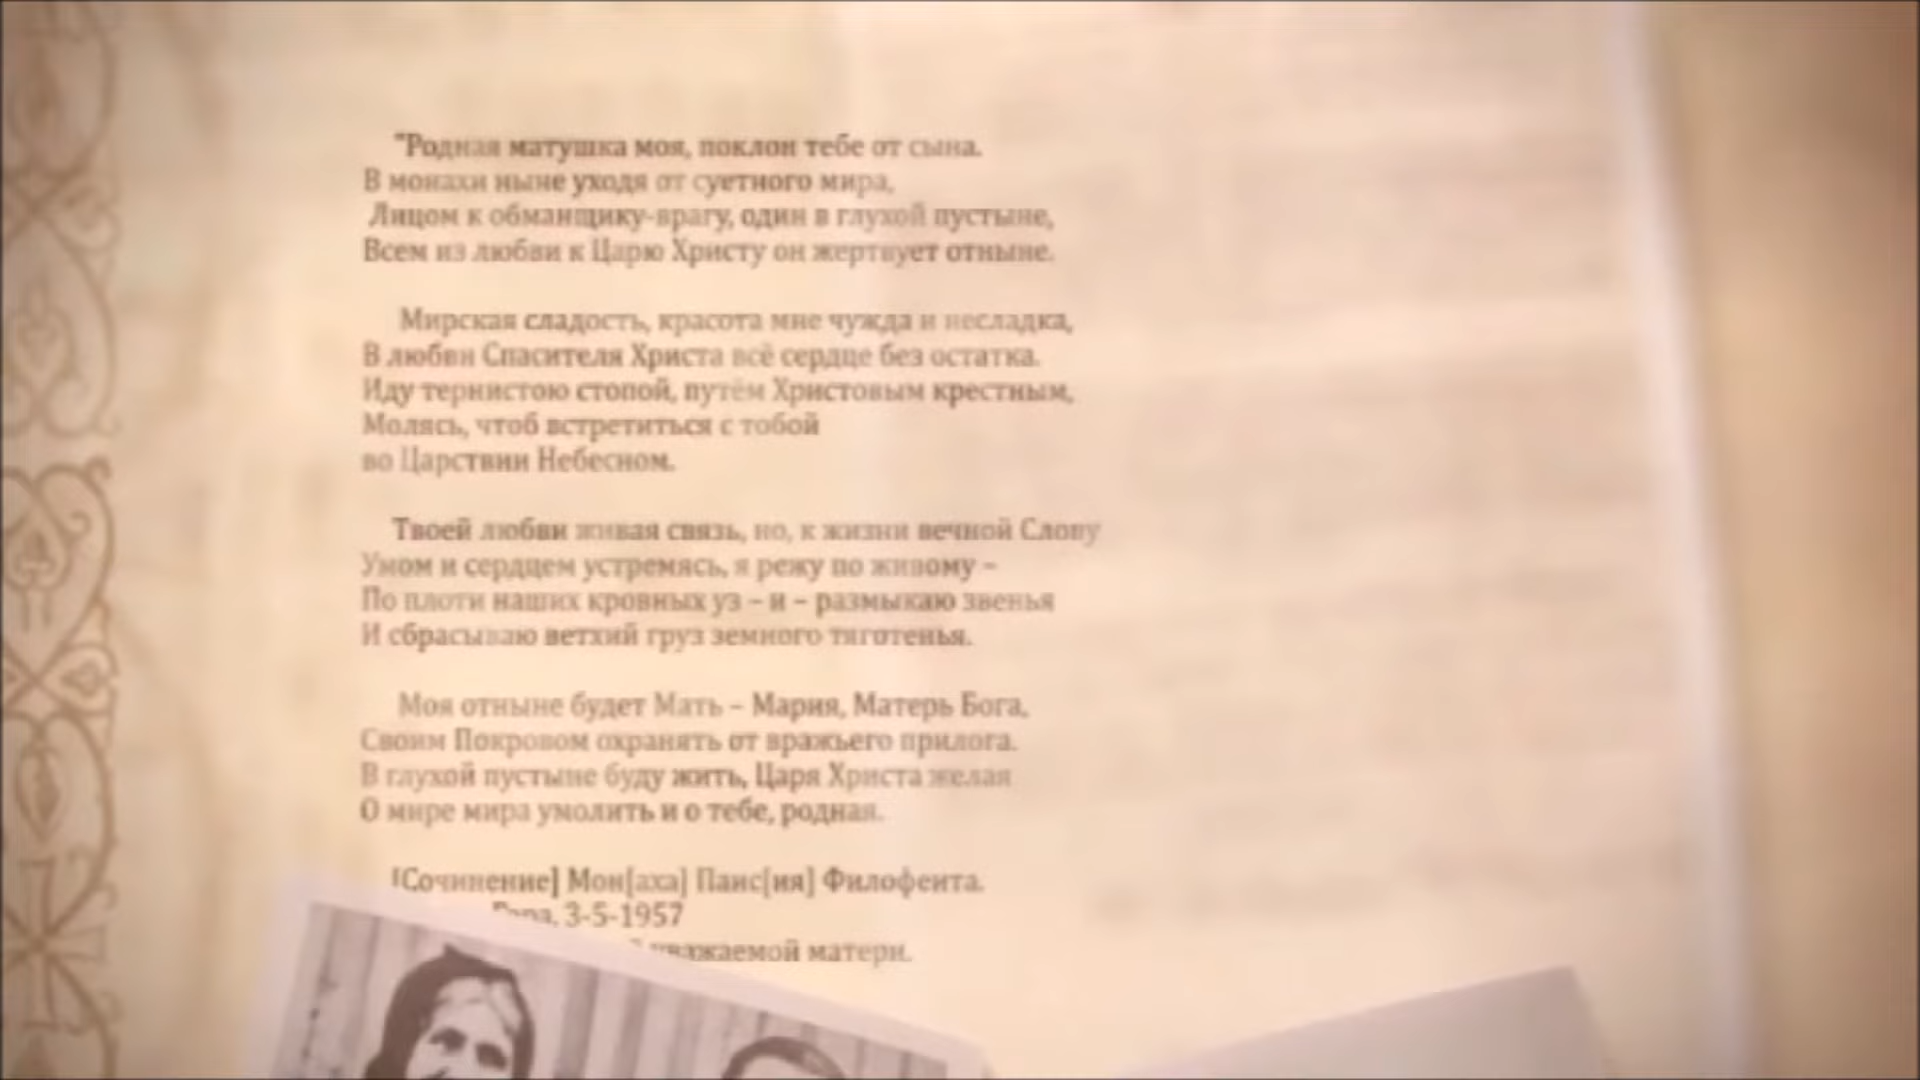 "Родная матушка моя, поклон тебе от сына.
В монахи ныне уходя от суетного мира,
Лицом к обманщику-врагу, один в глухой пустыне,
Всем из любви к Царю Христу он жертвует отныне.
Мирская сладость, красота мне чужда и несладка,
В любви Спасителя Христа всё сердце без остатка.
Иду тернистою стопой, путём Христовым крестным,
Молясь, чтоб встретиться с тобой
во Царствии Небесном.
Твоей любви живая связь, но, к жизни вечной Слову
Умом и сердцем устремясь, я режу по живому –
По плоти наших кровных уз – и – размыкаю звенья
И сбрасываю ветхий груз земного тяготенья.
Моя отныне будет Мать – Мария, Матерь Бога,
Своим Покровом охранять от вражьего прилога.
В глухой пустыне буду жить, Царя Христа желая
О мире мира умолить и о тебе, родная.
[Сочинение] Мон[аха] Паис[ия] Филофеита.
Гора, 3-5-1957
уважаемой матери.